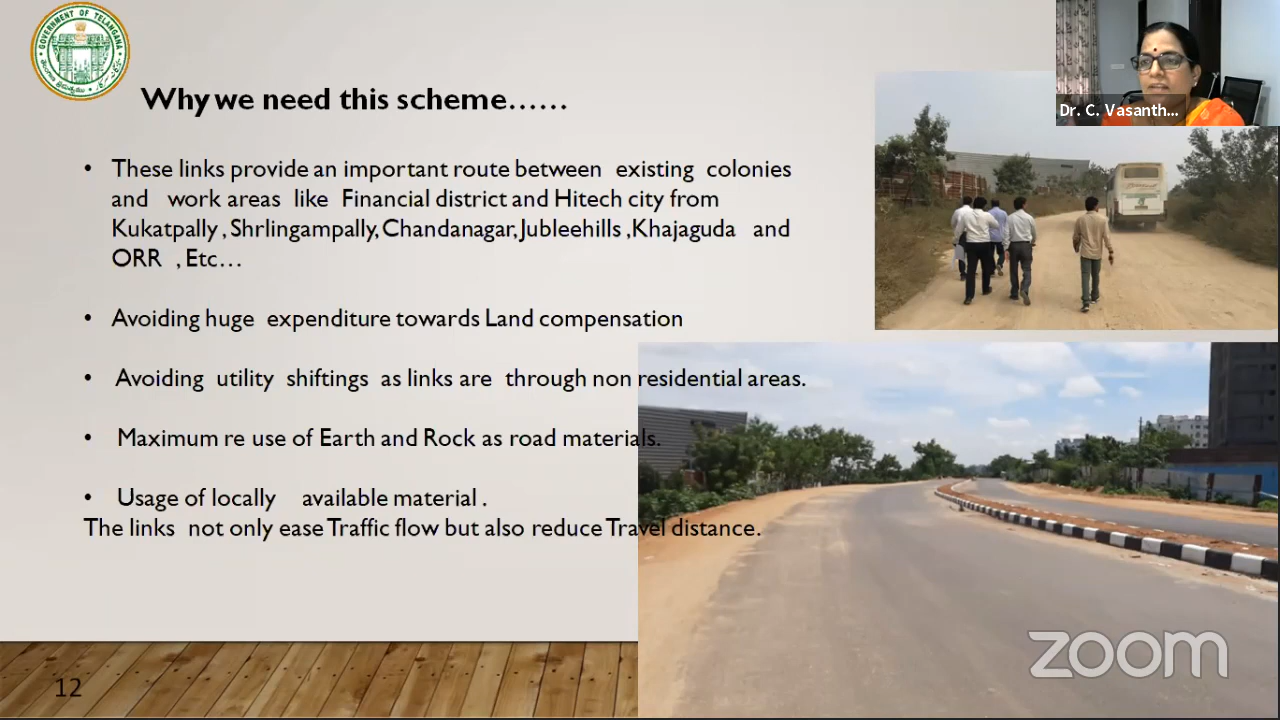 GOVERNMENT OF TELANGANA
Why we need this scheme……
Dr. C. Vasanth...
• These links provide an important route between existing colonies
and work areas like Financial district and Hitech city from
Kukatpally , Shrlingampally, Chandanagar, Jubleehills ,Khajaguda and
ORR , Etc…
• Avoiding huge expenditure towards Land compensation
• Avoiding utility shiftings as links are through non residential areas.
• Maximum re use of Earth and Rock as road materials.
• Usage of locally available material .
The links not only ease Traffic flow but also reduce Travel distance.
zoom
12